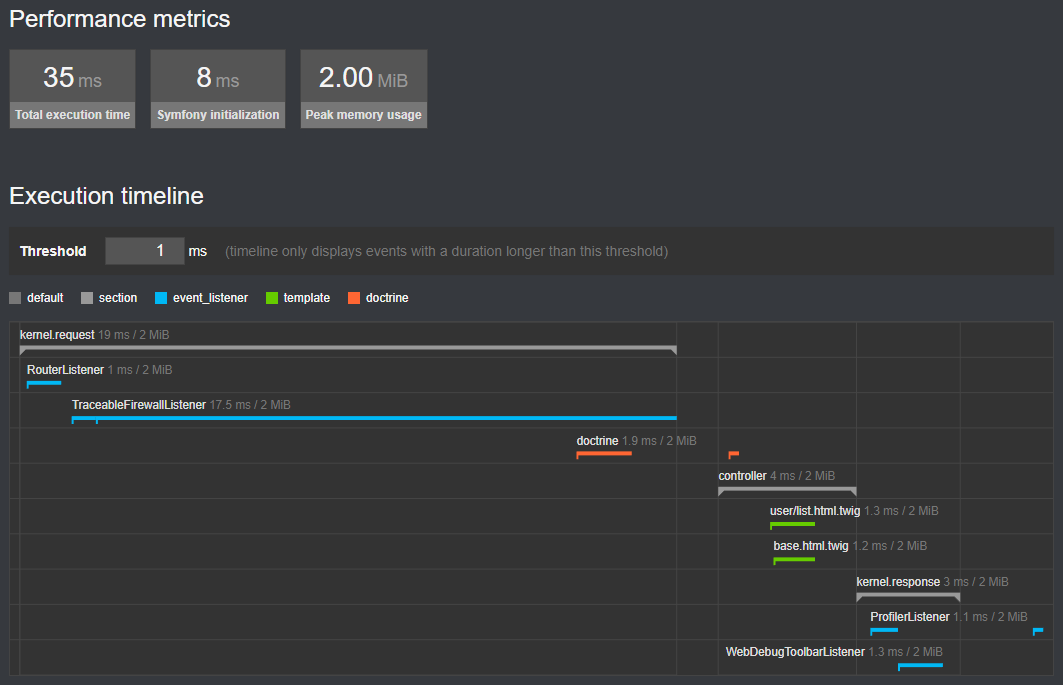 Performance metrics
35 ms 8 ms 2.00 MiB
Total execution time Symfony initialization Peak memory usage
Execution timeline
Threshold 1 ms (timeline only displays events with a duration longer than this threshold)
default section event_listener template doctrine
kernel.request 19 ms / 2 MiB
RouterListener 1 ms / 2 MiB
TraceableFirewallListener 17.5 ms / 2 MiB
doctrine 1.9 ms / 2 MiB
controller 4 ms / 2 MiB
user/list.html.twig 1.3 ms / 2 MiB
base.html.twig 1.2 ms / 2 MiB
kernel.response 3 ms / 2 MiB
ProfilerListener 1.1 ms / 2 MiB
WebDebugToolbarListener 1.3 ms / 2 MiB